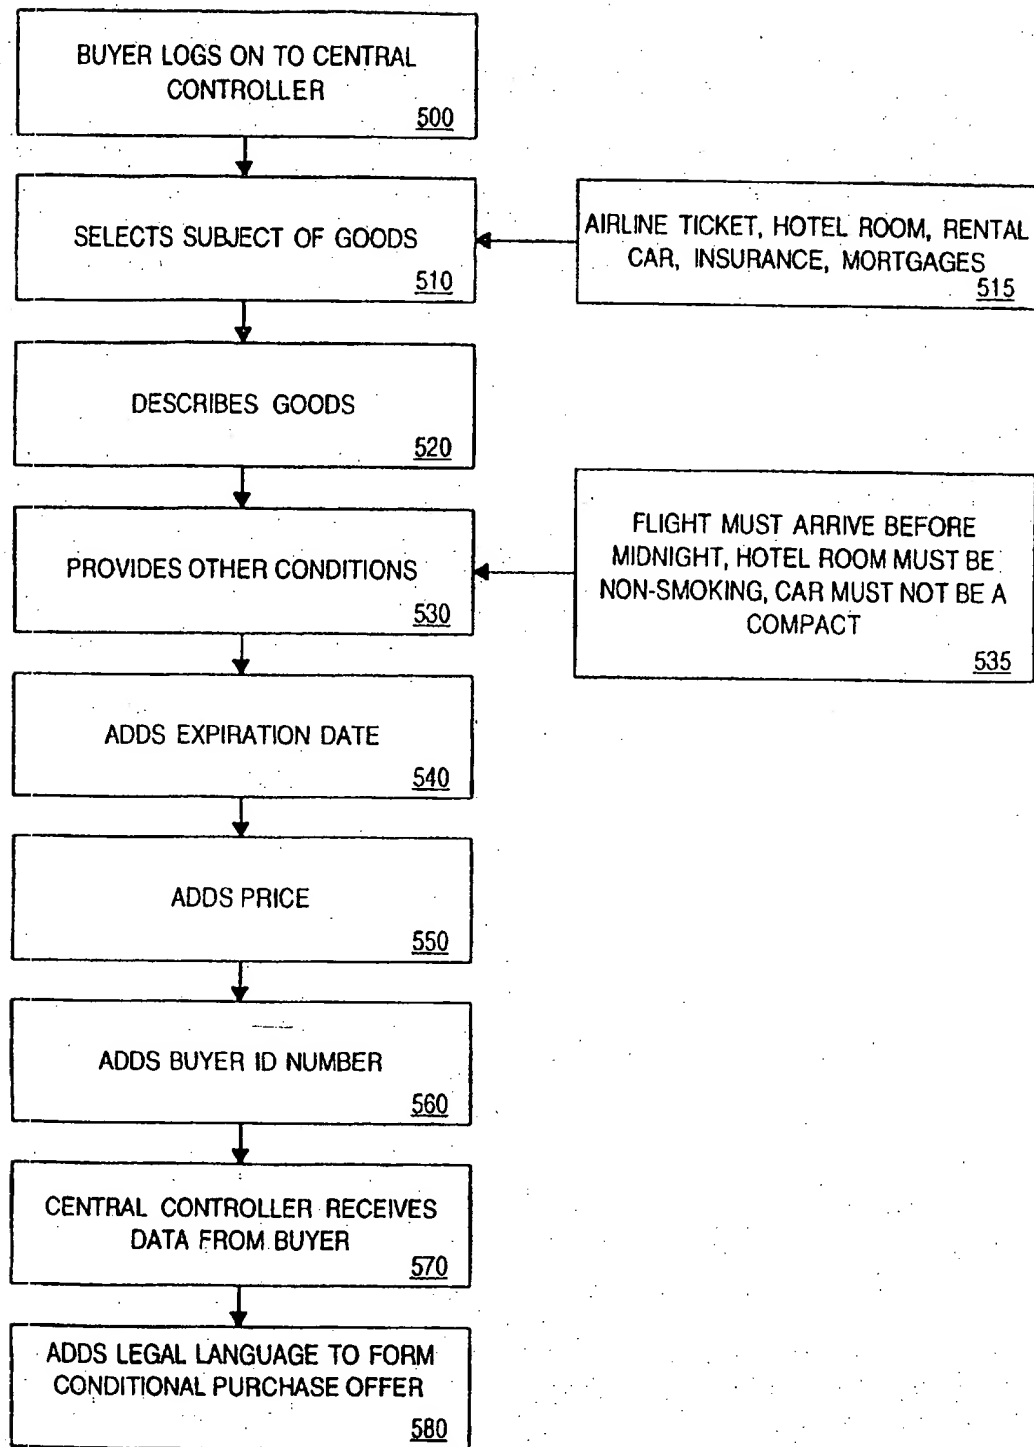 BUYER LOGS ON TO CENTRAL
CONTROLLER
500
SELECTS SUBJECT OF GOODS
510
AIRLINE TICKET, HOTEL ROOM, RENTAL
CAR, INSURANCE, MORTGAGES
515
DESCRIBES GOODS
520
PROVIDES OTHER CONDITIONS
530
FLIGHT MUST ARRIVE BEFORE
MIDNIGHT, HOTEL ROOM MUST BE
NON-SMOKING, CAR MUST NOT BE A
COMPACT
535
ADDS EXPIRATION DATE
540
ADDS PRICE
550
ADDS BUYER ID NUMBER
560
CENTRAL CONTROLLER RECEIVES
DATA FROM BUYER
570
ADDS LEGAL LANGUAGE TO FORM
CONDITIONAL PURCHASE OFFER
580